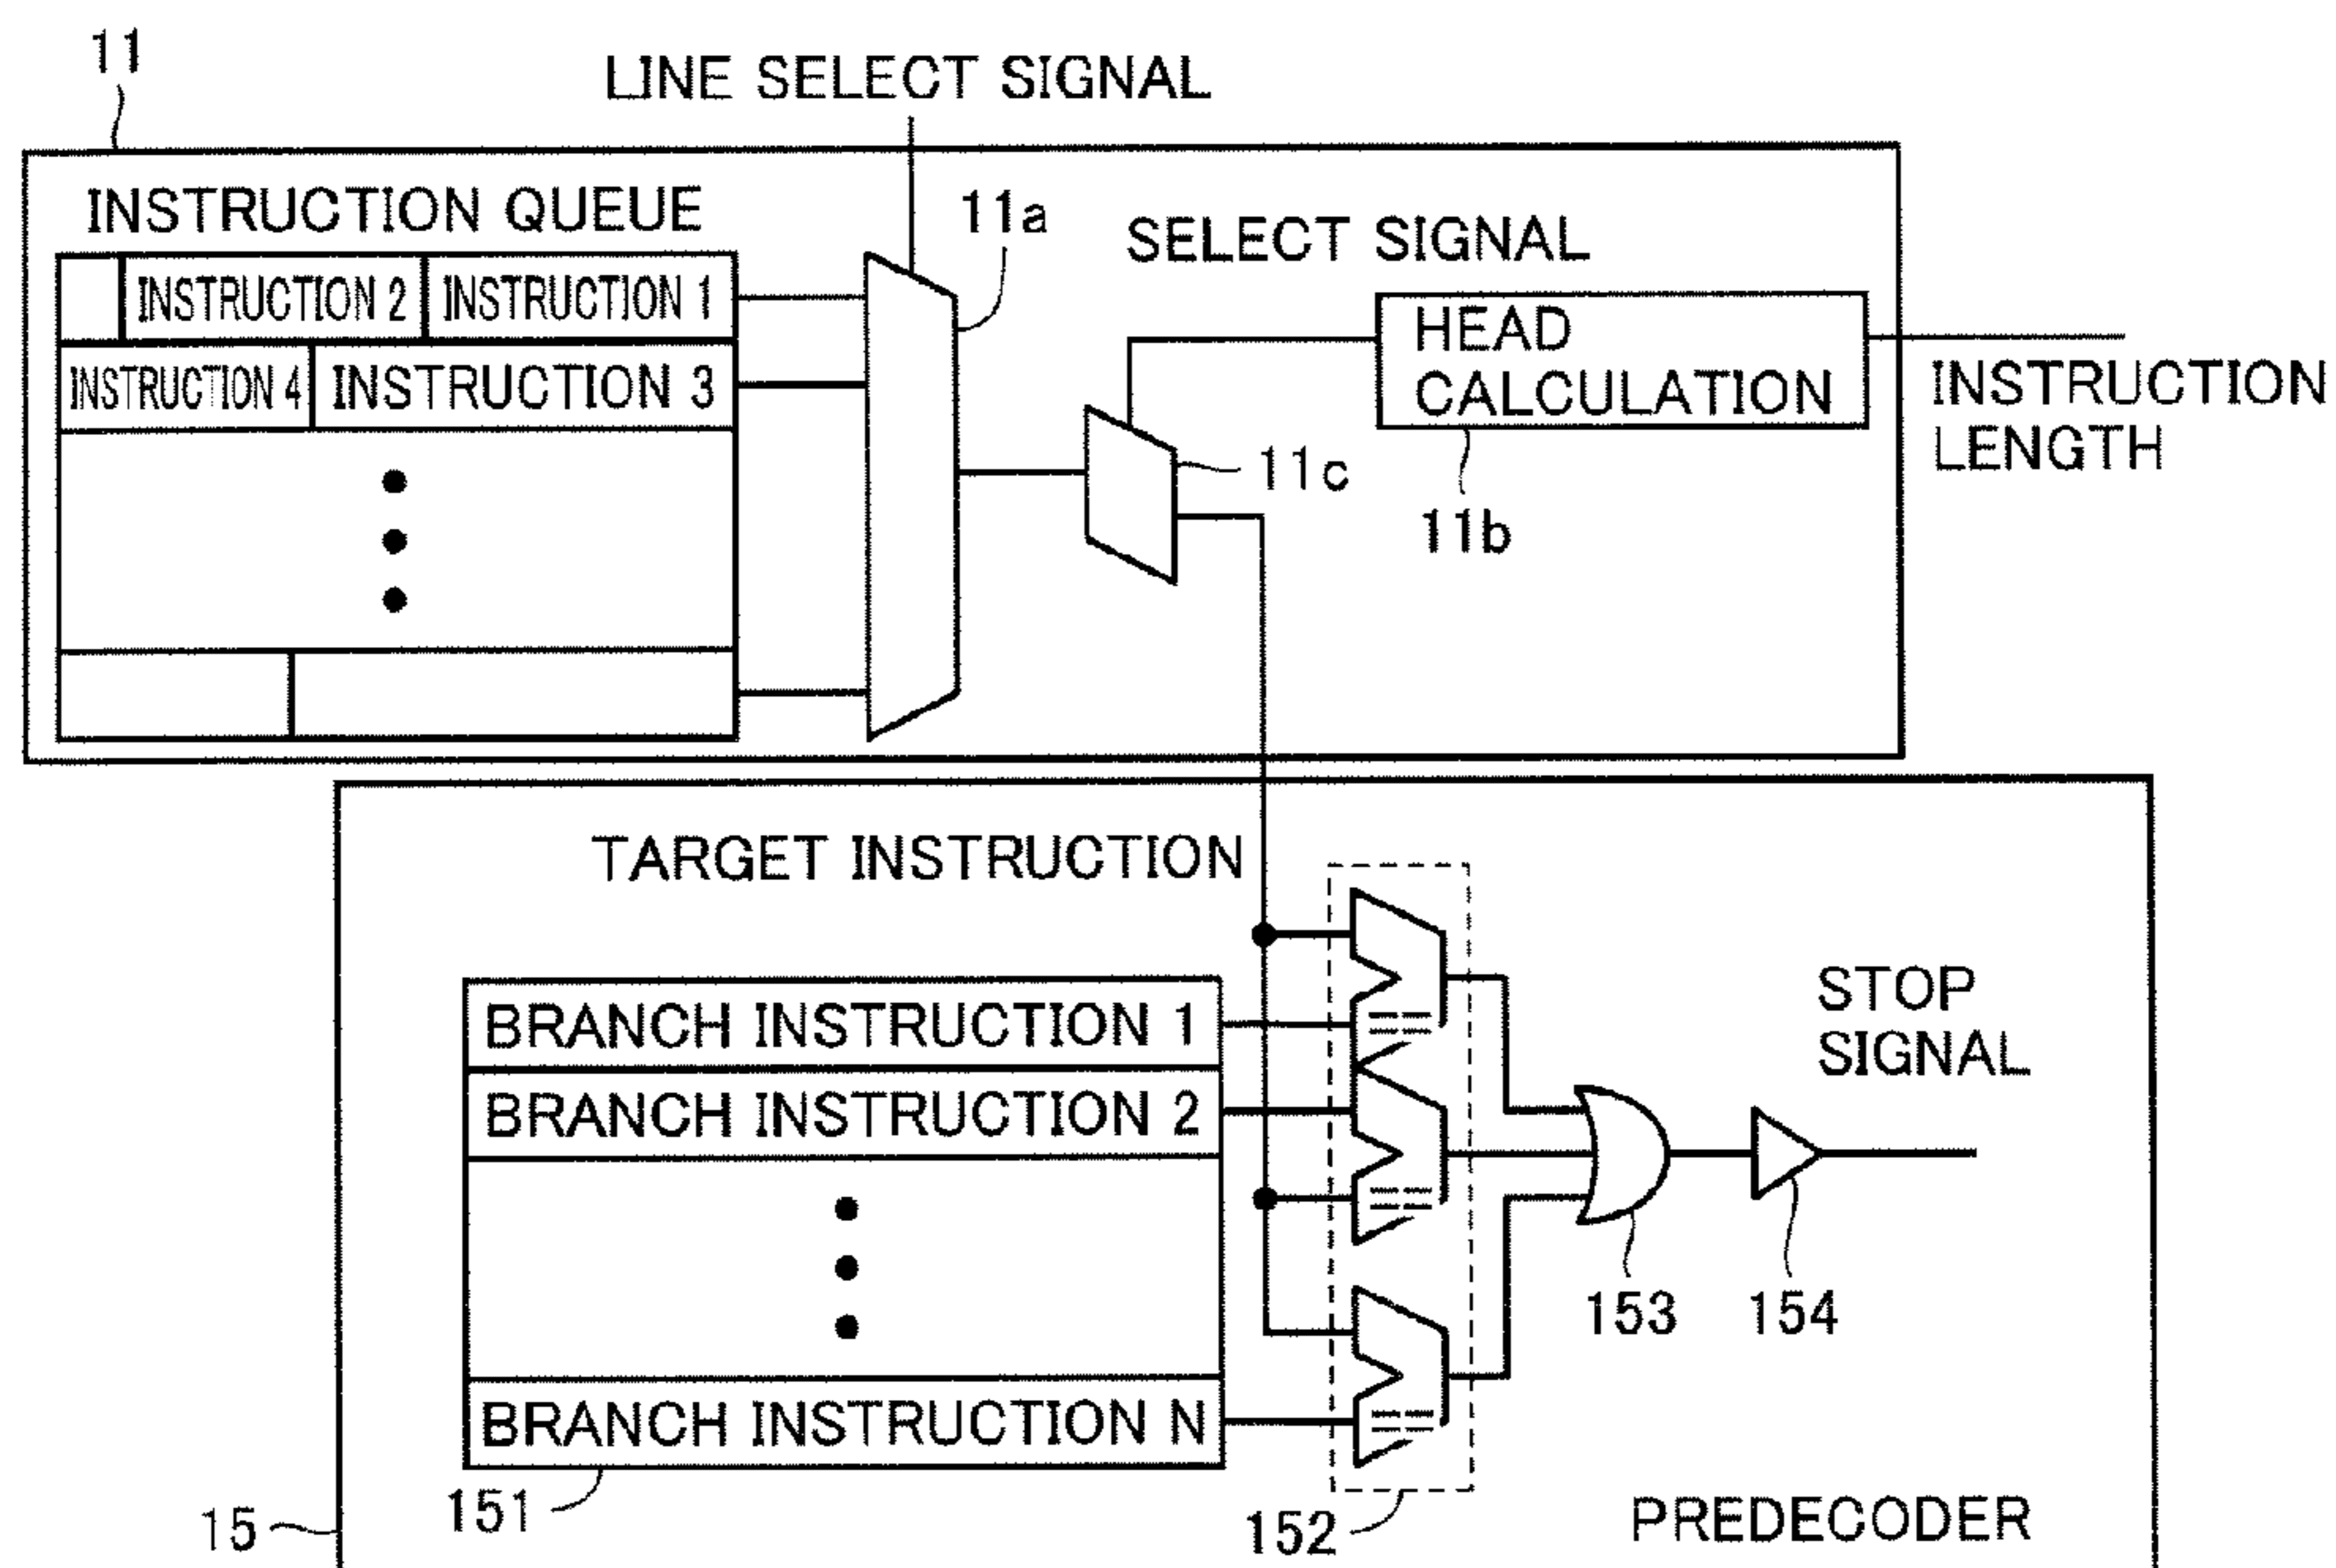 11
LINE SELECT SIGNAL
INSTRUCTION QUEUE
11a
SELECT SIGNAL
INSTRUCTION 2
INSTRUCTION 1
HEAD
CALCULATION
INSTRUCTION 4
INSTRUCTION 3
INSTRUCTION
LENGTH
11c
11b
TARGET INSTRUCTION
STOP
SIGNAL
BRANCH INSTRUCTION 1
==
BRANCH INSTRUCTION 2
==
153
154
BRANCH INSTRUCTION N
==
151
15
152
PREDECODER